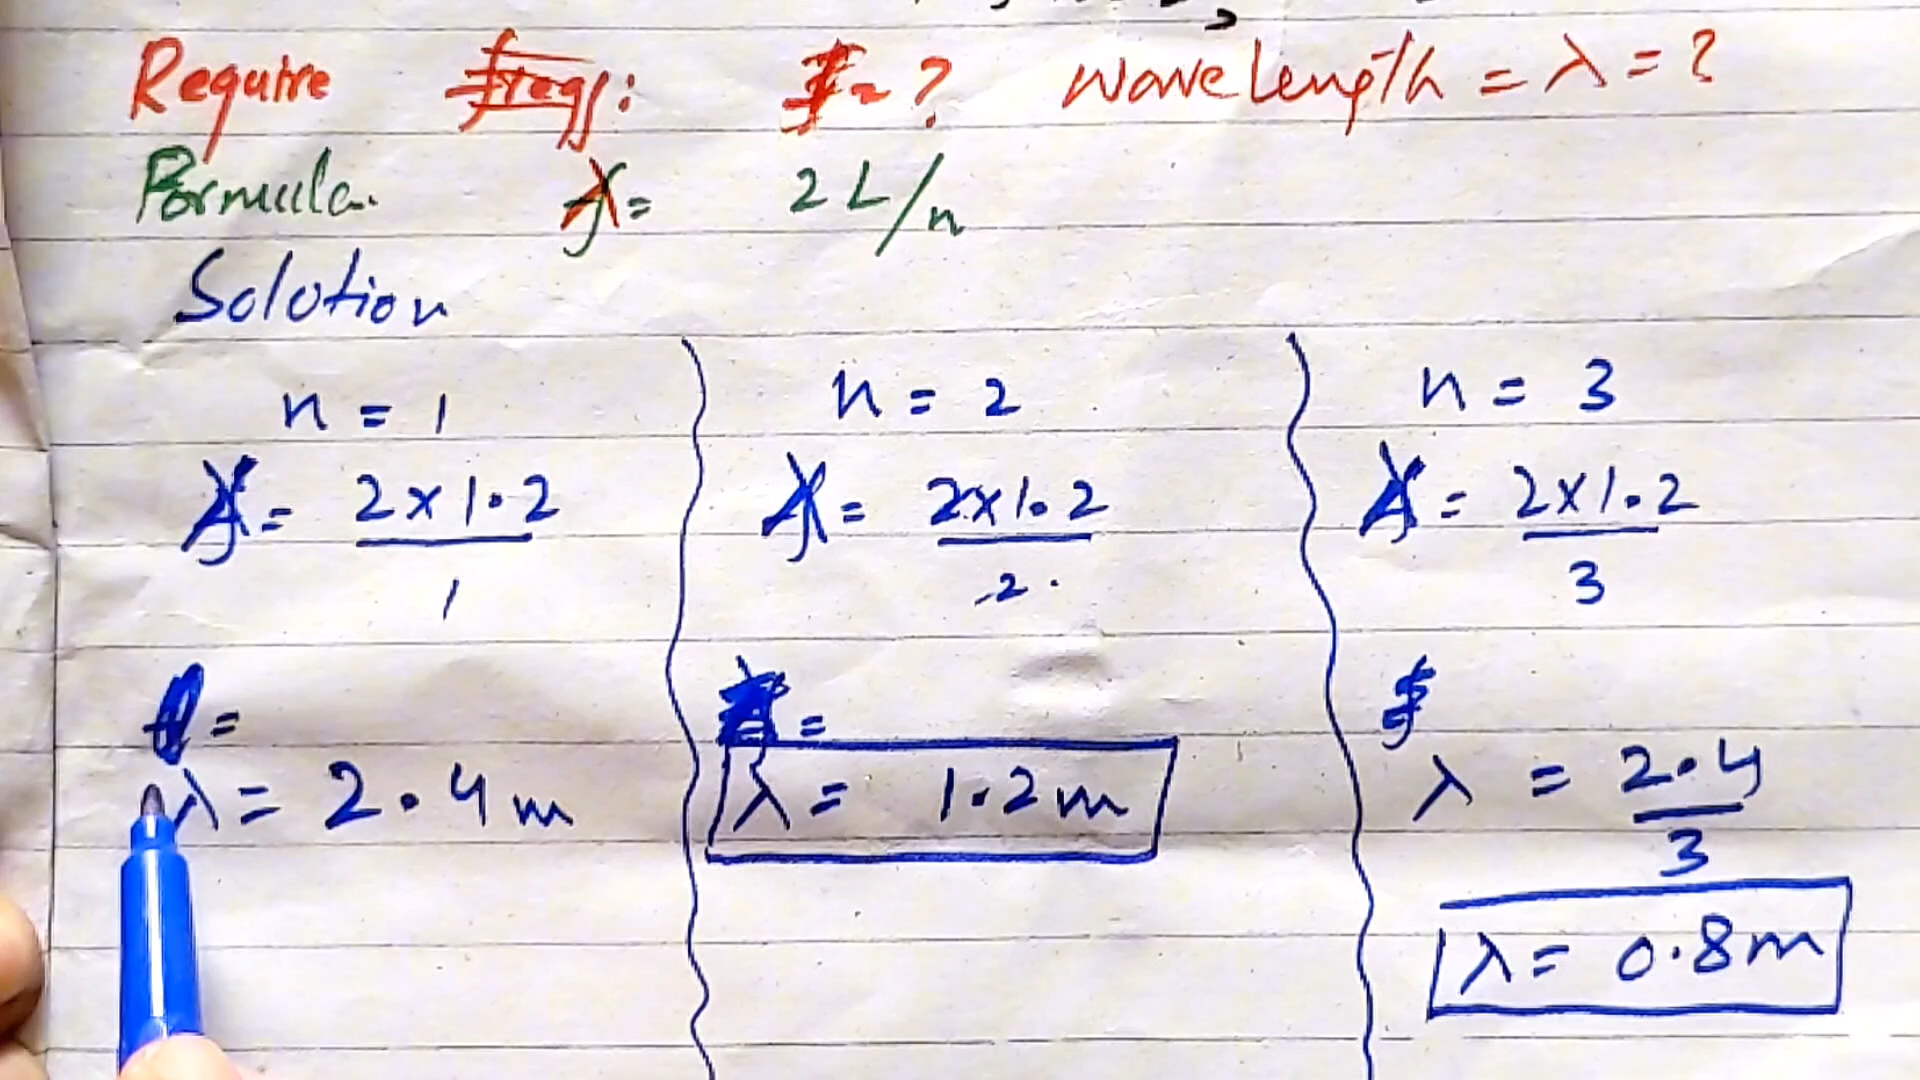 Require f= ? wavelength = λ = ?
Formula. λ = 2L/n
Solution
n = 1
λ = 2x1.2
1
λ = 2.4m
n = 2
λ = 2x1.2
2
λ = 1.2m
n = 3
λ = 2x1.2
3
f
λ = 2.4
3
λ = 0.8m